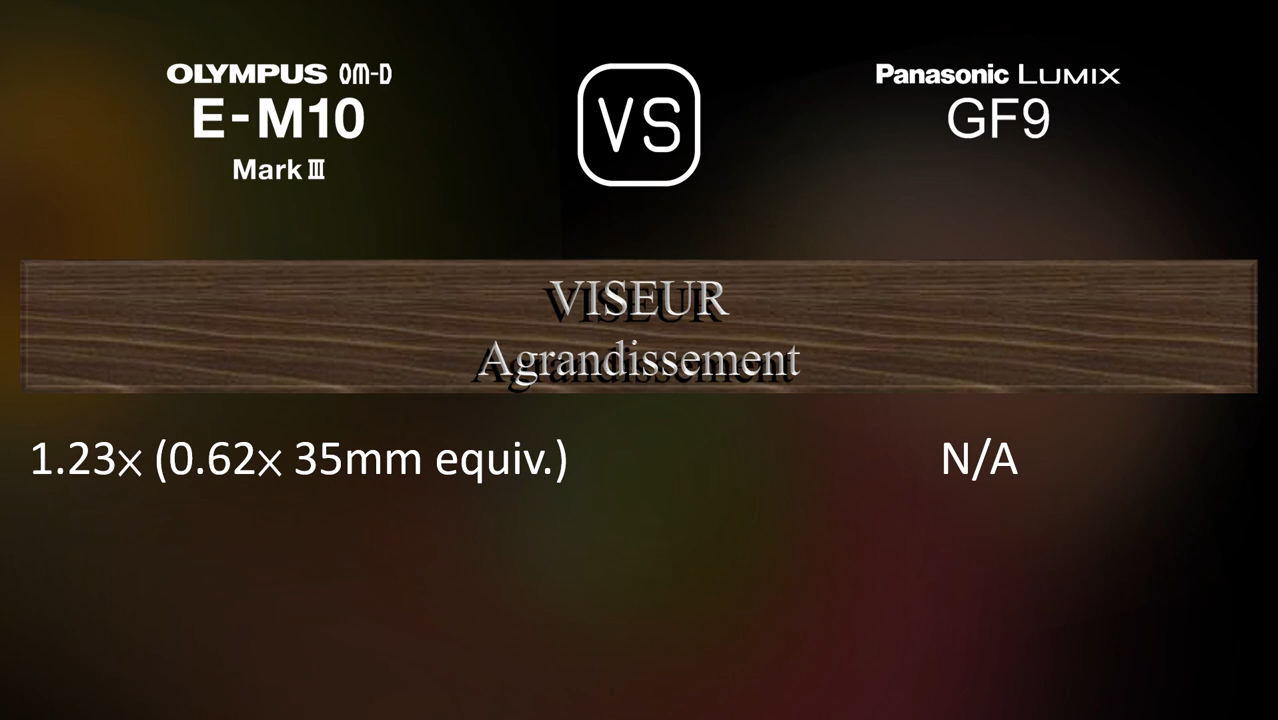 OLYMPUS OM-D
E-M10
Mark III
VS
Panasonic LUMIX
GF9
VISEUR
Agrandissement
1.23x (0.62x 35mm equiv.)
N/A